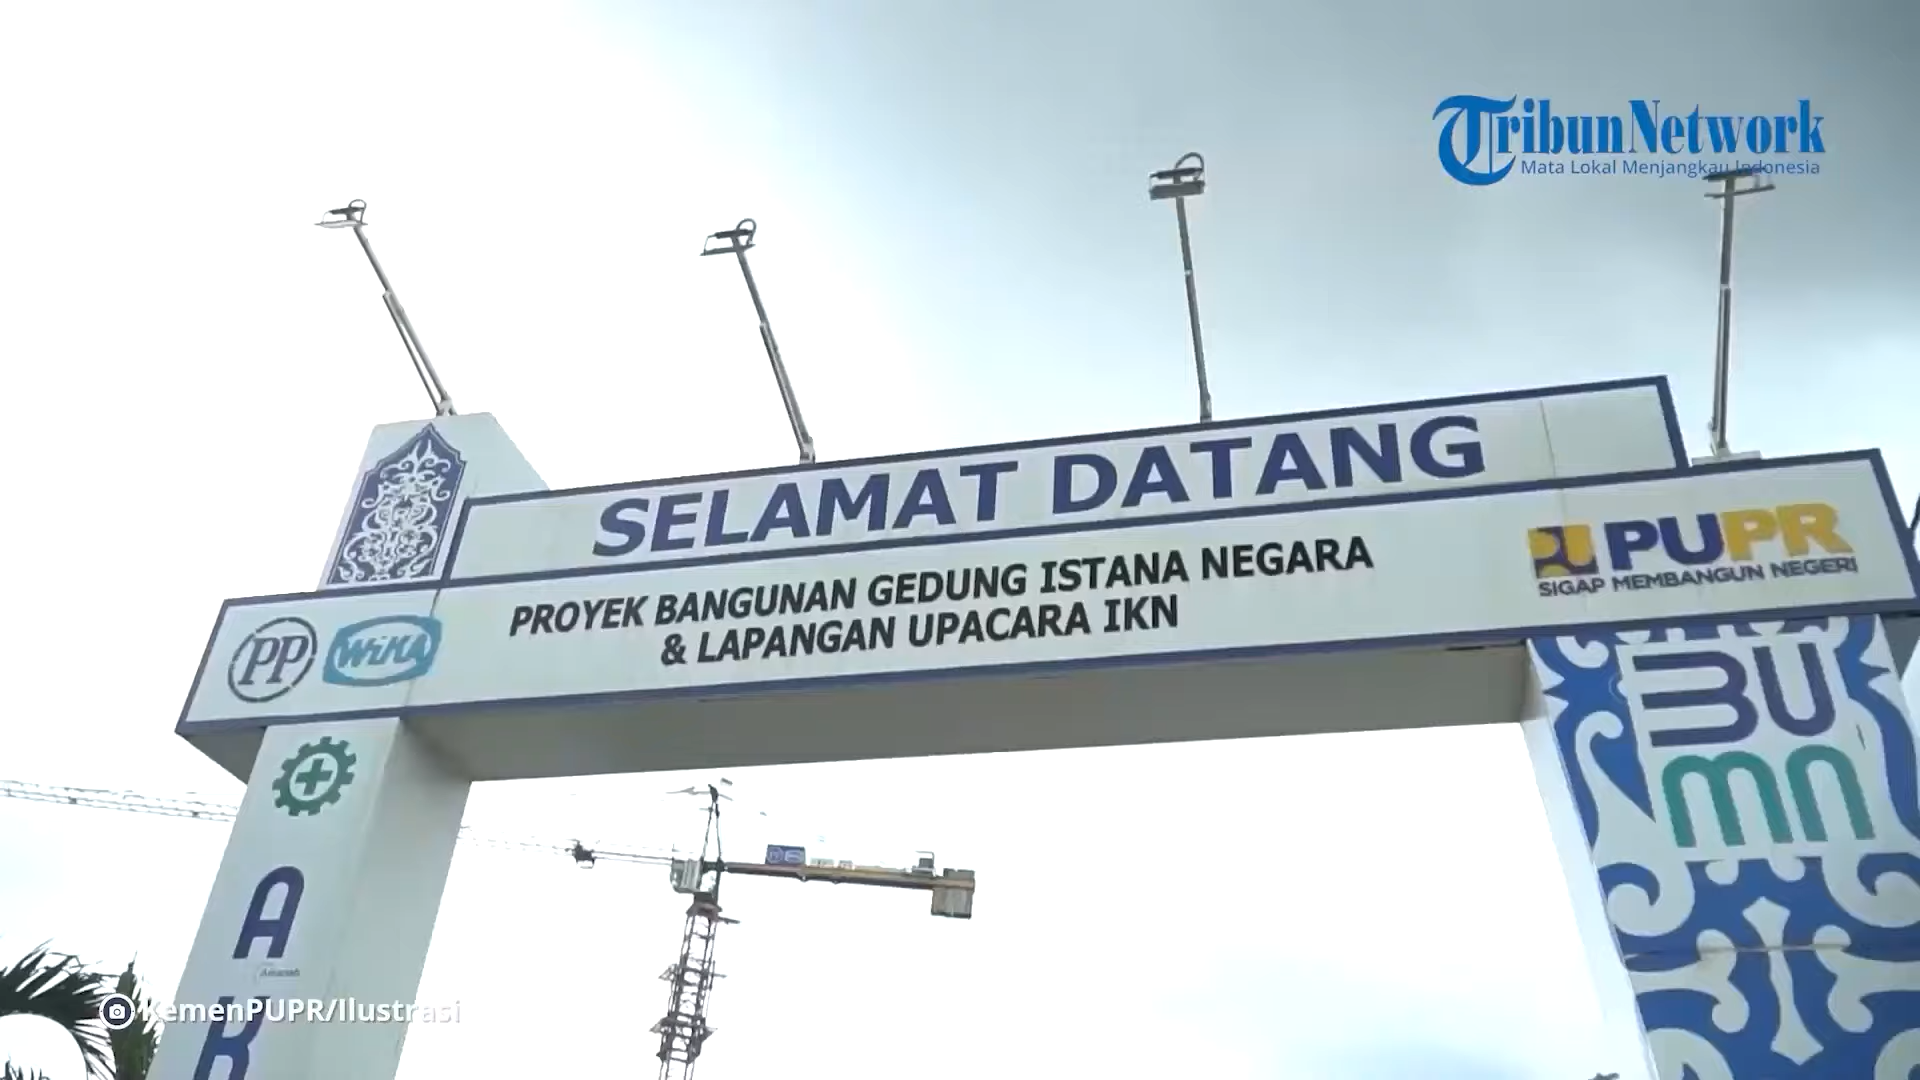 TribunNetwork
Mata Lokal Menjangkau Indonesia
SELAMAT DATANG
PROYEK BANGUNAN GEDUNG ISTANA NEGARA
& LAPANGAN UPACARA IKN
PUPR
SIGAP MEMBANGUN NEGERI
PP
WIKA
BUMN
A
Amanah
K
KemenPUPR/Ilustrasi